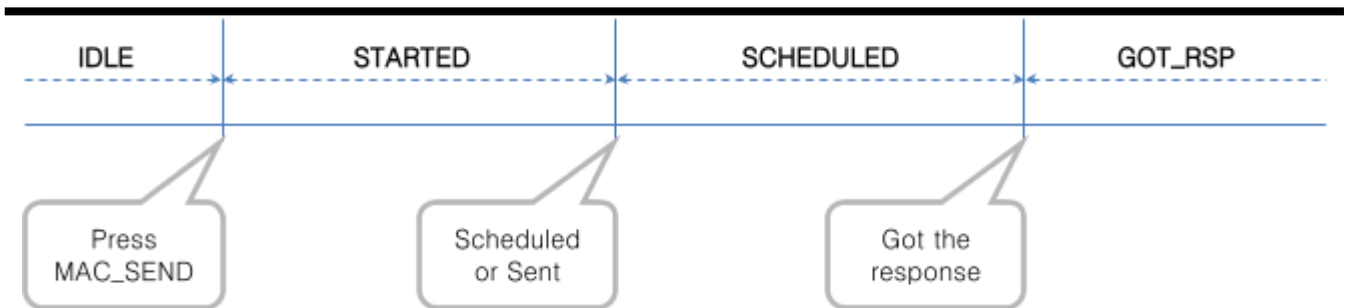 IDLE STARTED SCHEDULED GOT_RSP
Press
MAC_SEND
Scheduled
or Sent
Got the
response